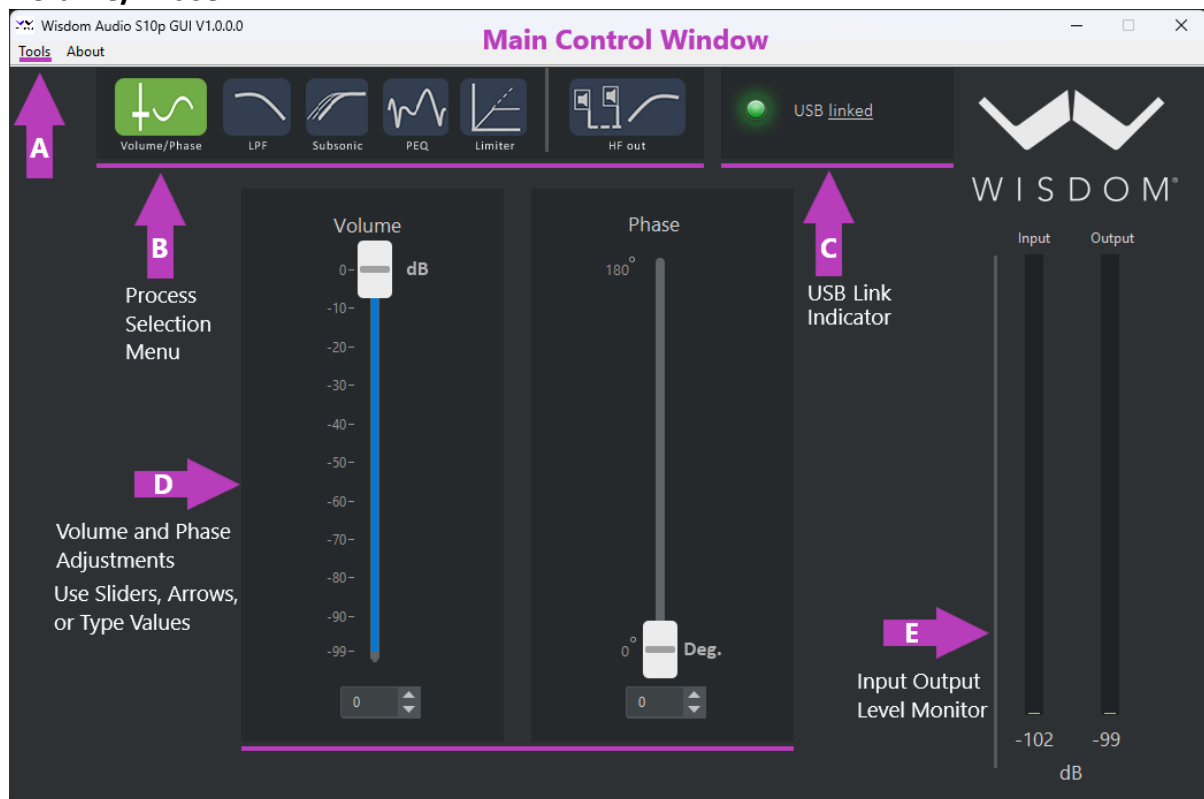 Wisdom Audio S10p GUI V1.0.0.0
Main Control Window
Tools About
Volume/Phase LPF Subsonic PEQ Limiter HF out
USB linked
WISDOM®
A
B
Process
Selection
Menu
C
USB Link
Indicator
Volume
dB
0-
-10-
-20-
-30-
-40-
-50-
-60-
-70-
-80-
-90-
-99-
0
Phase
180°
0°
Deg.
0
D
Volume and Phase
Adjustments
Use Sliders, Arrows,
or Type Values
Input Output
E
Input Output
Level Monitor
-102 -99
dB